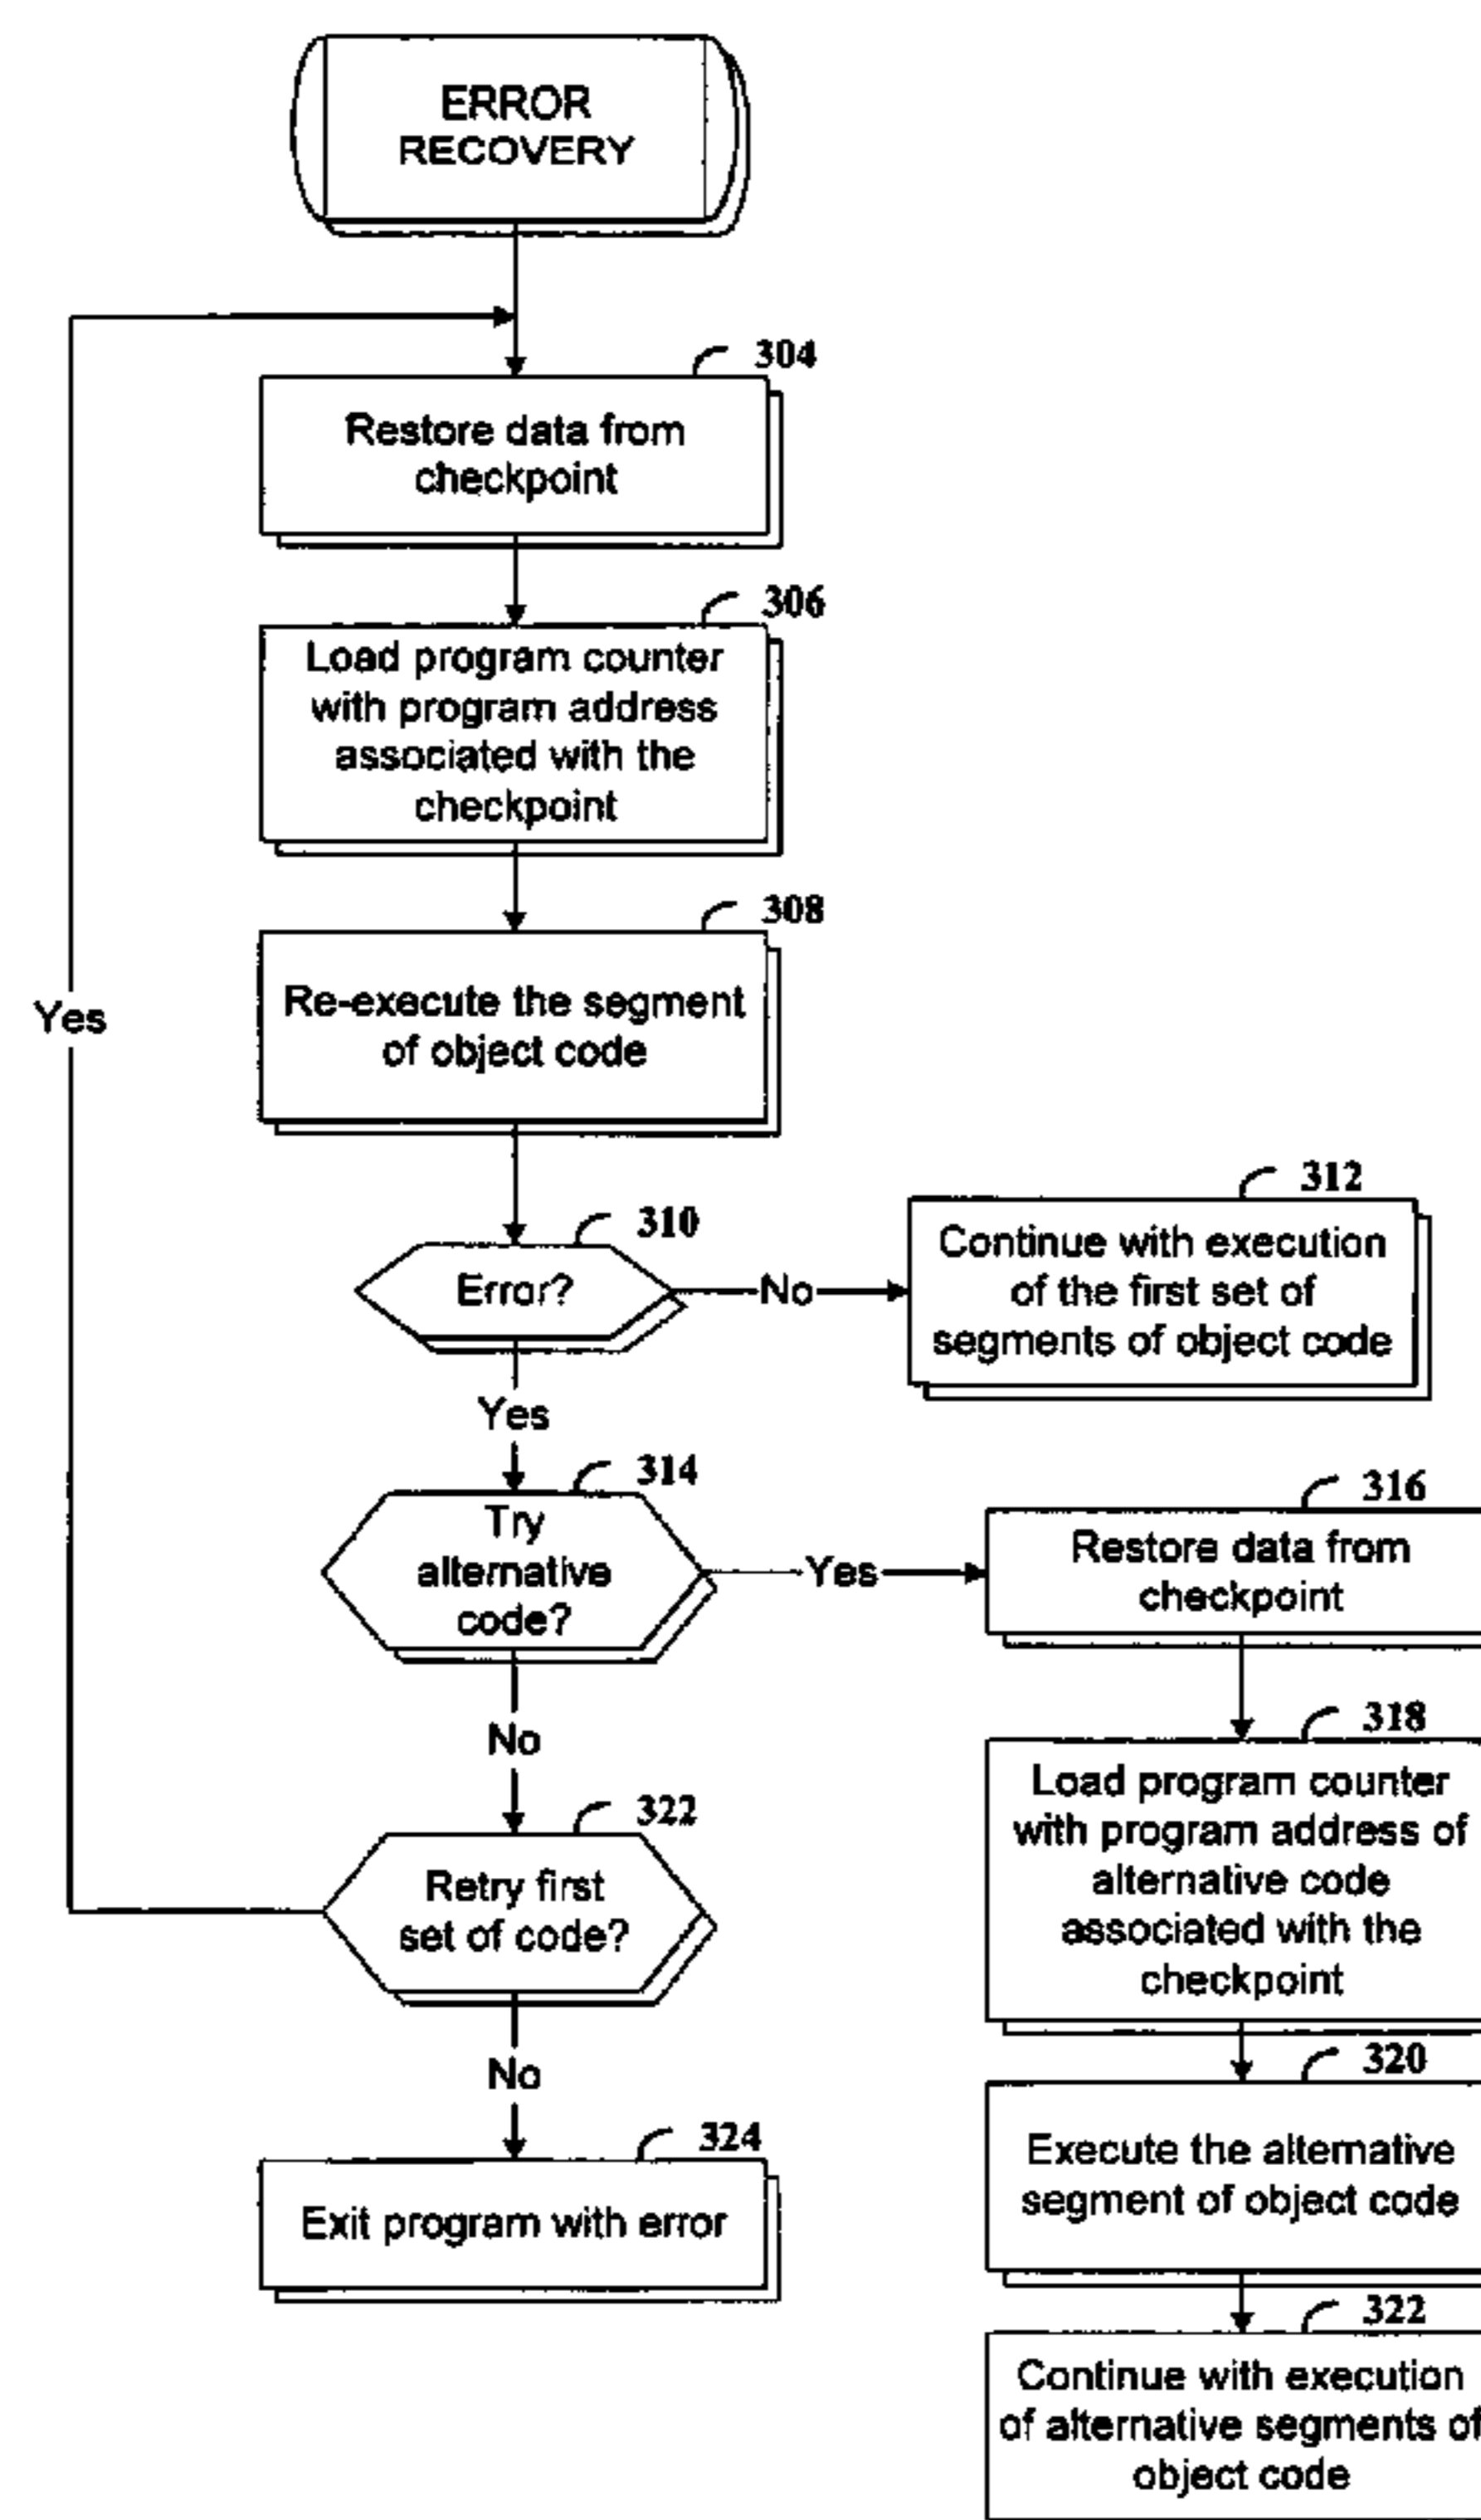 ERROR
RECOVERY
304
Restore data from
checkpoint
306
Load program counter
with program address
associated with the
checkpoint
308
Re-execute the segment
of object code
Yes
310
Error?
No
312
Continue with execution
of the first set of
segments of object code
Yes
314
Try
alternative
code?
Yes
316
Restore data from
checkpoint
318
Load program counter
with program address of
alternative code
associated with the
checkpoint
320
Execute the alternative
segment of object code
322
Continue with execution
of alternative segments of
object code
No
322
Retry first
set of code?
No
324
Exit program with error